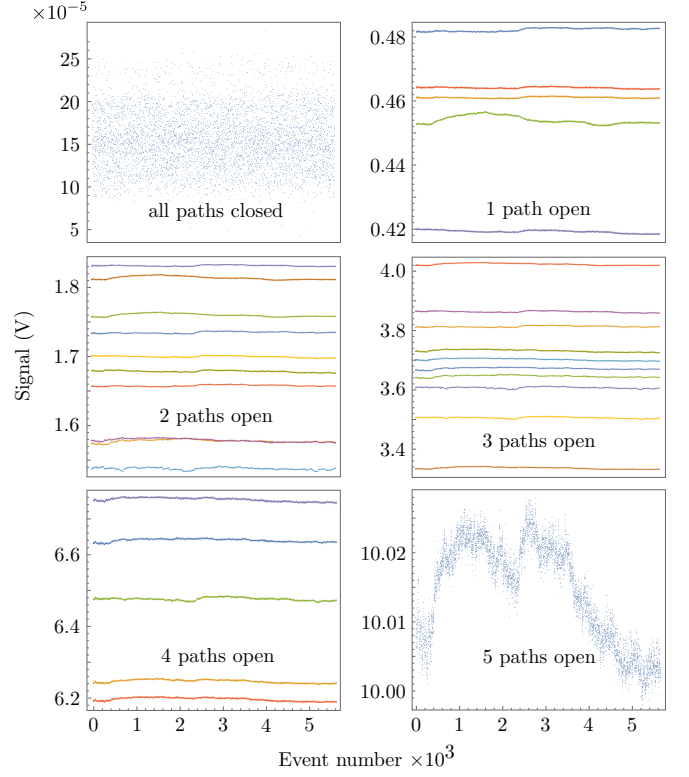 ×10⁻⁵
25
20
15
10
5
all paths closed
0.48
0.46
0.44
0.42
1 path open
Signal (V)
1.8
1.7
1.6
2 paths open
4.0
3.8
3.6
3.4
3 paths open
6.6
6.4
6.2
4 paths open
0 1 2 3 4 5
10.02
10.01
10.00
5 paths open
0 1 2 3 4 5
Event number ×10³